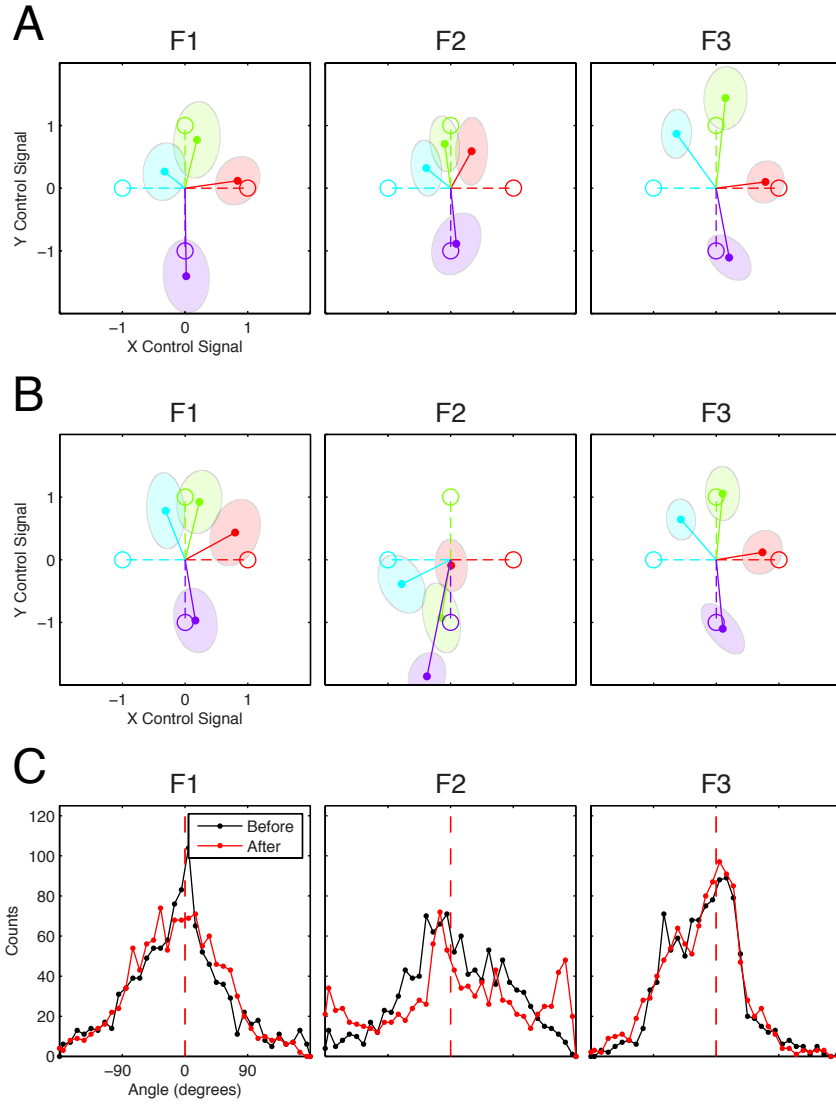 A
F1 F2 F3
1
0
−1
Y Control Signal
−1 0 1
X Control Signal
B
F1 F2 F3
1
0
−1
Y Control Signal
−1 0 1
X Control Signal
C
F1 F2 F3
120
100
80
60
40
20
0
Counts
Before
After
−90 0 90
Angle (degrees)